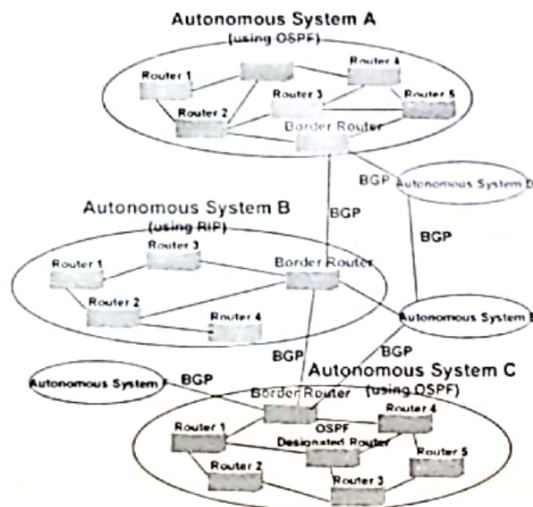 Autonomous System A
(using OSPF)
Router 1
Router 4
Router 3
Router 5
Router 2
Border Router
BGP
Autonomous System D
BGP
BGP
Autonomous System B
(using RIP)
Router 3
Border Router
Router 1
Router 2
Router 4
Autonomous System E
BGP
BGP
Autonomous System C
(using OSPF)
Autonomous System
BGP
Border Router
Router 4
OSPF
Router 1
Designated Router
Router 5
Router 2
Router 3